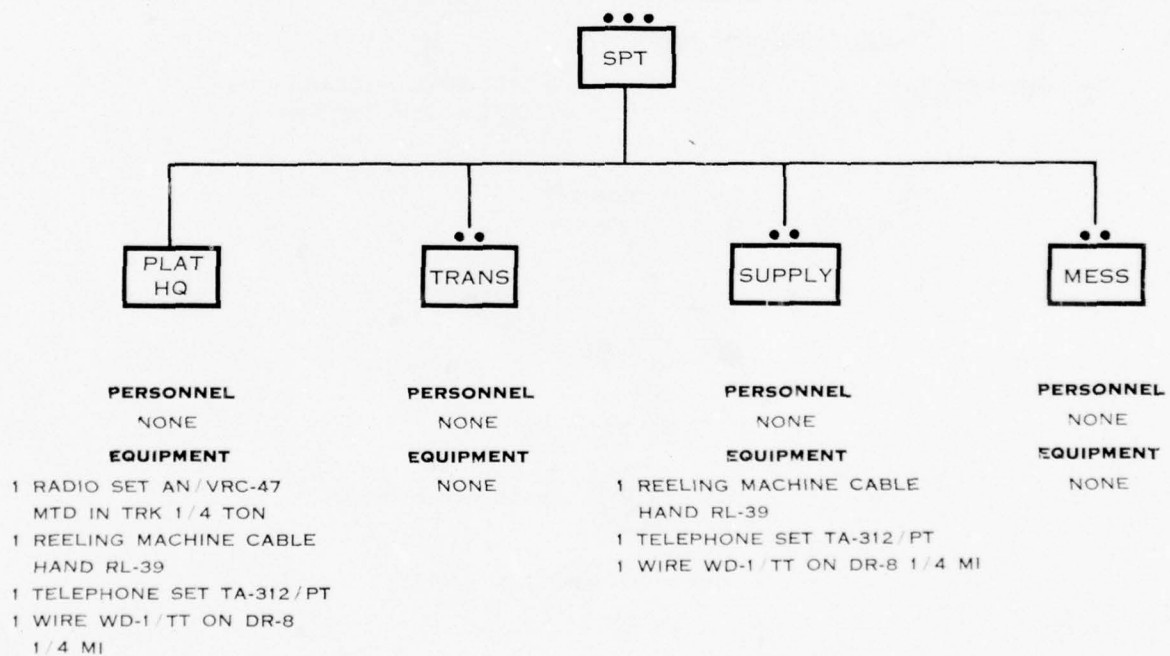 SPT
PLAT
HQ
TRANS
SUPPLY
MESS
PERSONNEL
NONE
EQUIPMENT
1 RADIO SET AN/VRC-47
MTD IN TRK 1/4 TON
1 REELING MACHINE CABLE
HAND RL-39
1 TELEPHONE SET TA-312/PT
1 WIRE WD-1/TT ON DR-8
1/4 MI
PERSONNEL
NONE
EQUIPMENT
NONE
PERSONNEL
NONE
EQUIPMENT
1 REELING MACHINE CABLE
HAND RL-39
1 TELEPHONE SET TA-312/PT
1 WIRE WD-1/TT ON DR-8 1/4 MI
PERSONNEL
NONE
EQUIPMENT
NONE